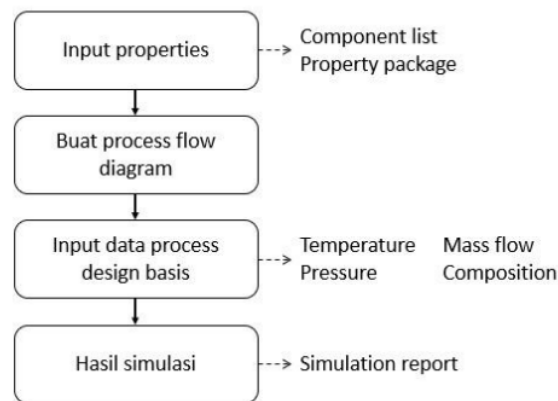 Input properties
Component list
Property package
Buat process flow
diagram
Input data process
design basis
Temperature
Pressure
Mass flow
Composition
Hasil simulasi
Simulation report